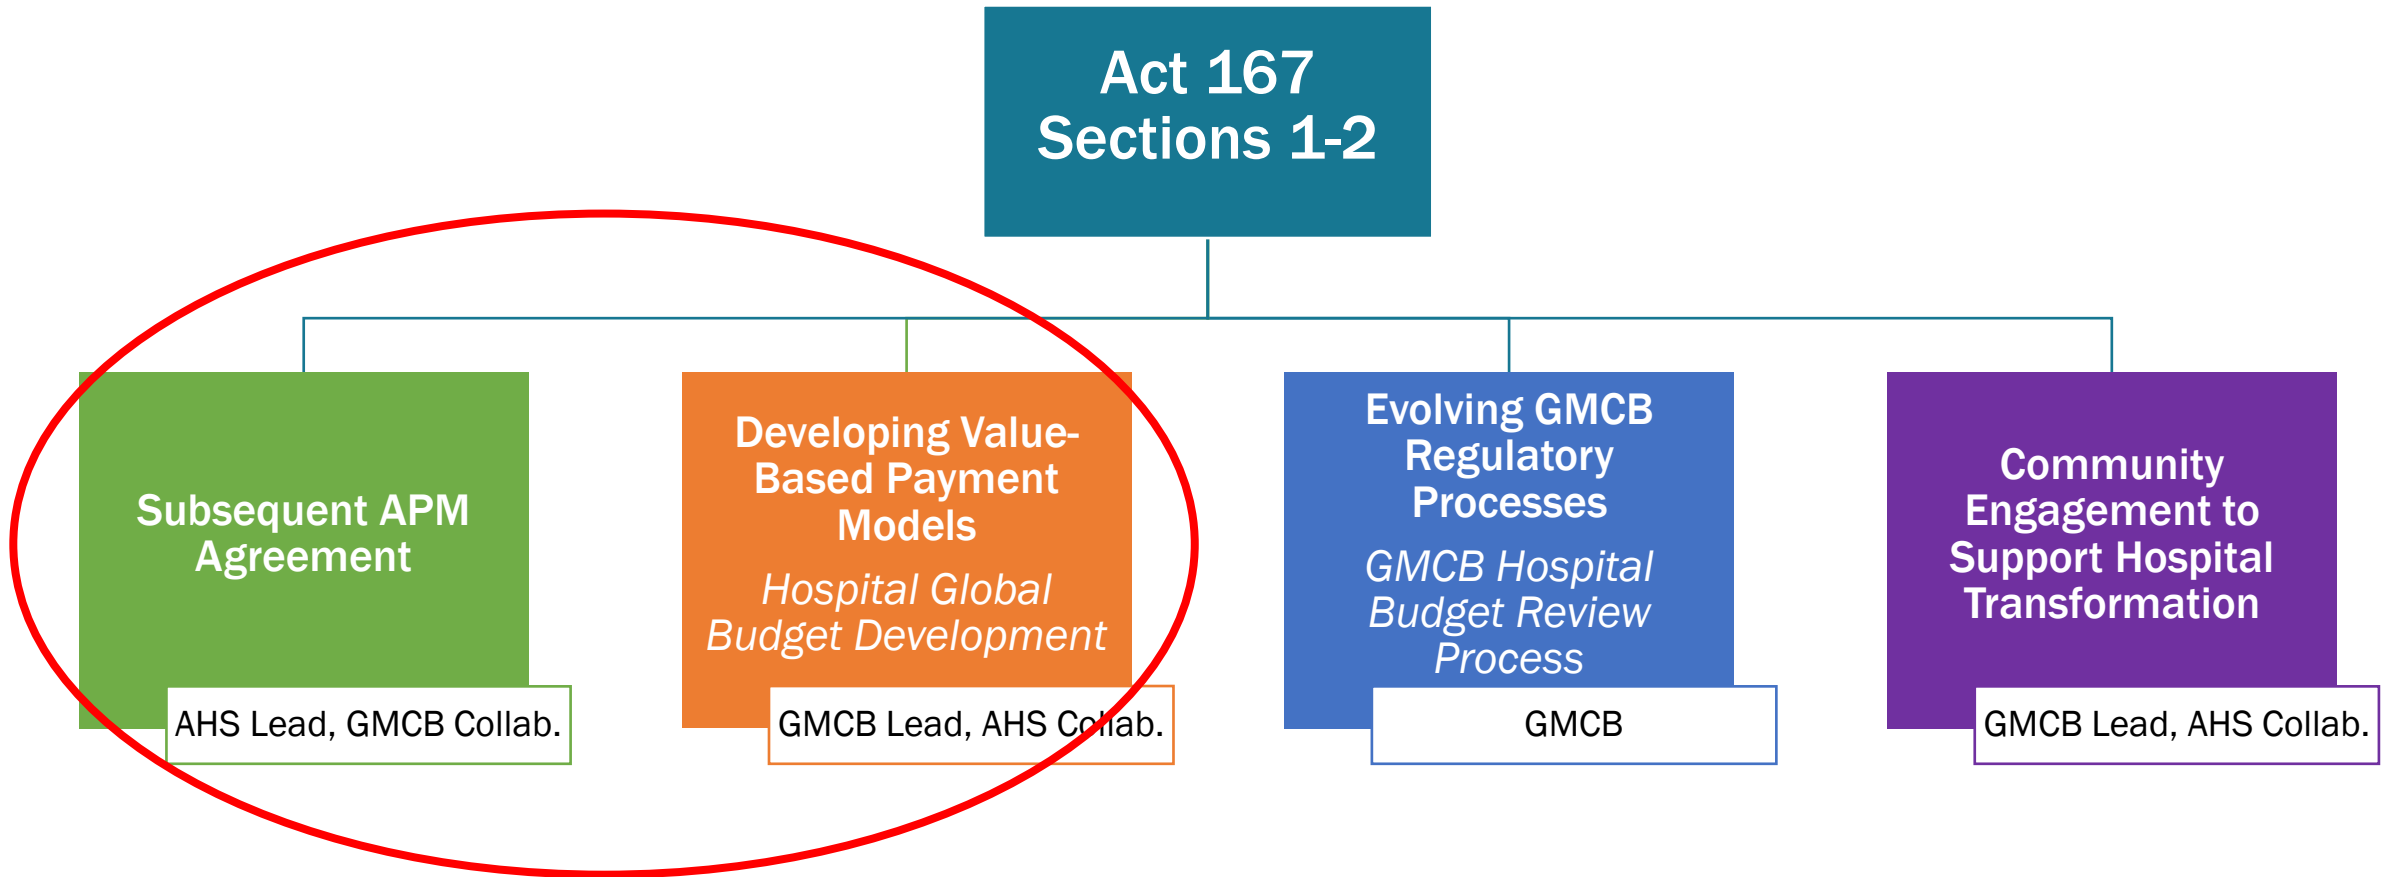 Act 167
Sections 1-2
Subsequent APM
Agreement
AHS Lead, GMCB Collab.
Developing Value-
Based Payment
Models
Hospital Global
Budget Development
GMCB Lead, AHS Collab.
Evolving GMCB
Regulatory
Processes
GMCB Hospital
Budget Review
Process
GMCB
Community
Engagement to
Support Hospital
Transformation
GMCB Lead, AHS Collab.